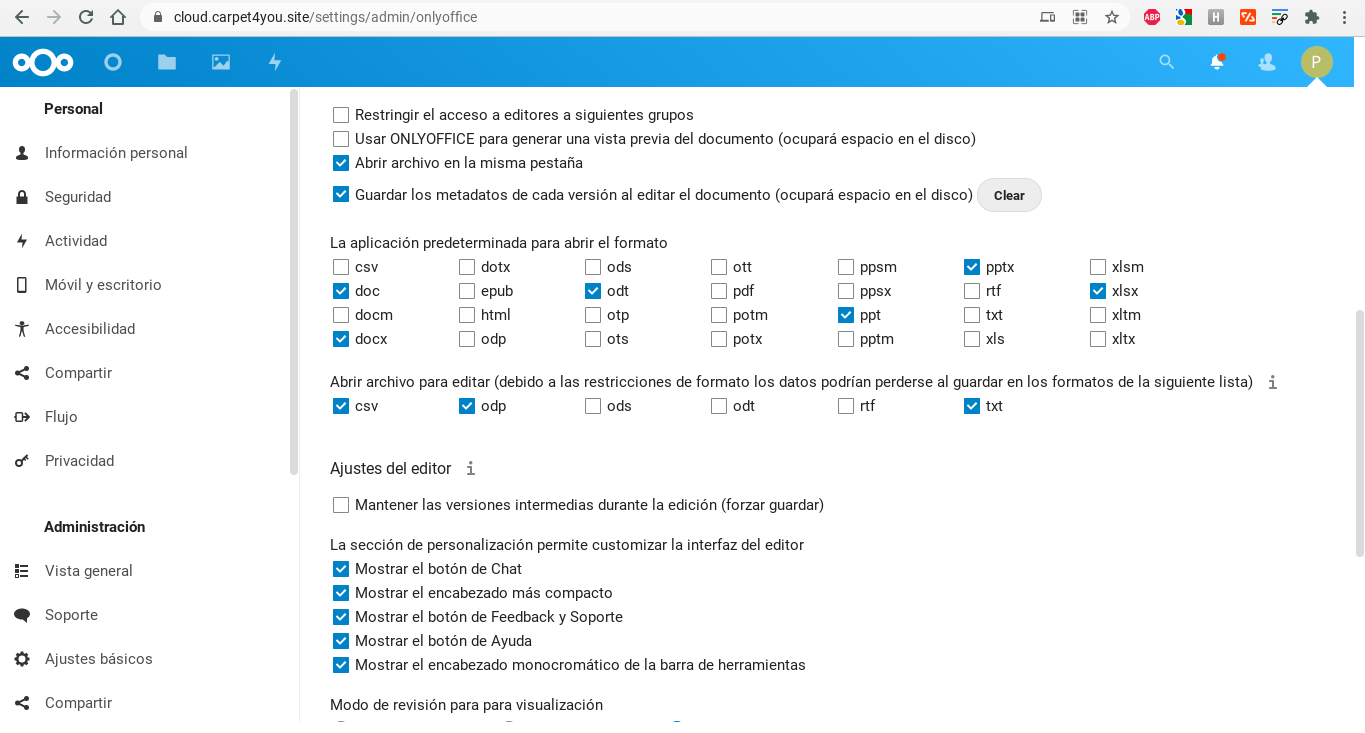 cloud.carpet4you.site/settings/admin/onlyoffice
ABP
H
P
Personal
Información personal
Seguridad
Actividad
Móvil y escritorio
Accesibilidad
Compartir
Flujo
Privacidad
Administración
Vista general
Soporte
Ajustes básicos
Compartir
Restringir el acceso a editores a siguientes grupos
Usar ONLYOFFICE para generar una vista previa del documento (ocupará espacio en el disco)
Abrir archivo en la misma pestaña
Guardar los metadatos de cada versión al editar el documento (ocupará espacio en el disco) Clear
La aplicación predeterminada para abrir el formato
csv dotx ods ott ppsm pptx xlsm
doc epub odt pdf ppsx rtf xlsx
docm html otp potm ppt txt xltm
docx odp ots potx pptm xls xltx
Abrir archivo para editar (debido a las restricciones de formato los datos podrían perderse al guardar en los formatos de la siguiente lista)
csv odp ods odt rtf txt
Ajustes del editor
Mantener las versiones intermedias durante la edición (forzar guardar)
La sección de personalización permite customizar la interfaz del editor
Mostrar el botón de Chat
Mostrar el encabezado más compacto
Mostrar el botón de Feedback y Soporte
Mostrar el botón de Ayuda
Mostrar el encabezado monocromático de la barra de herramientas
Modo de revisión para para visualización